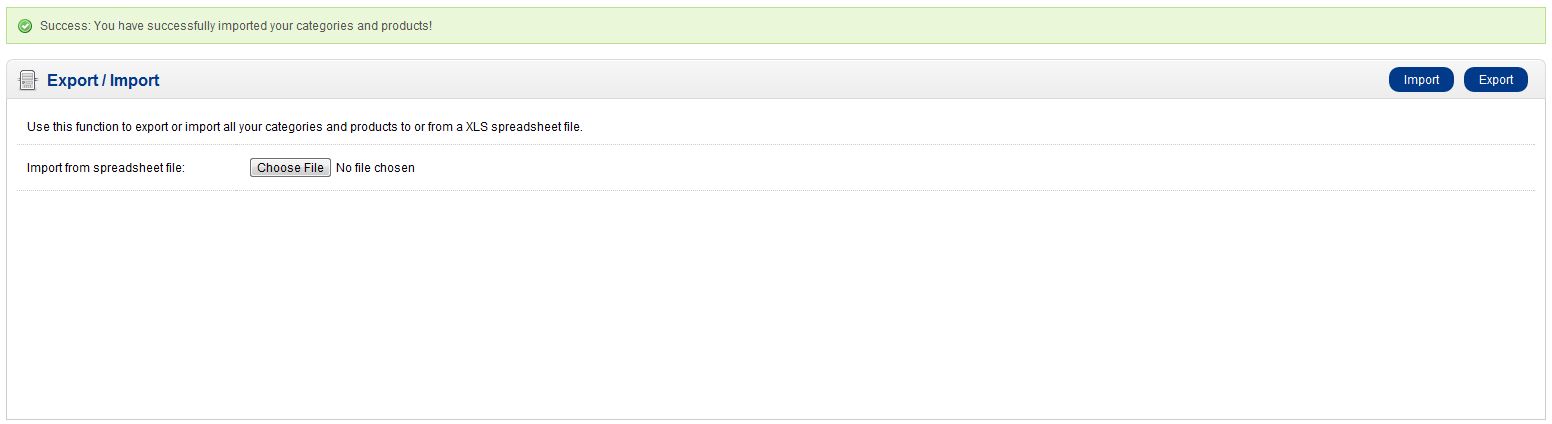 Success: You have successfully imported your categories and products!
Export / Import
Import
Export
Use this function to export or import all your categories and products to or from a XLS spreadsheet file.
Import from spreadsheet file:
Choose File No file chosen